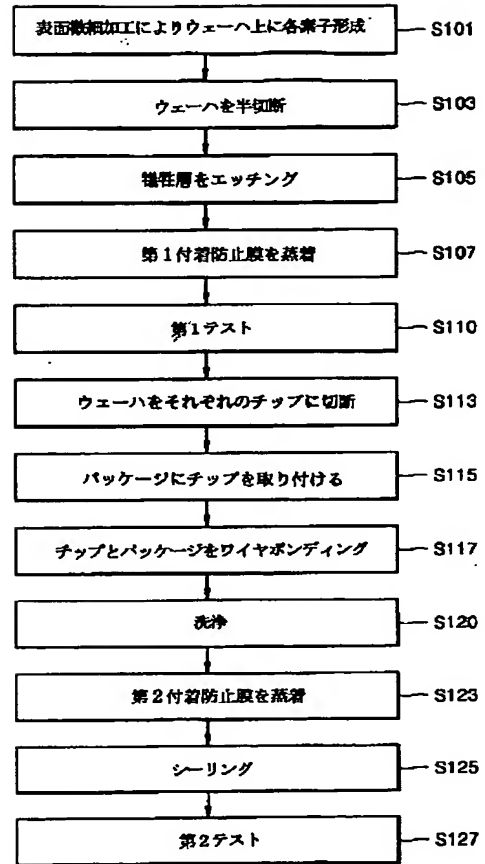 表面微細加工によりウェーハ上に各素子形成 S101
ウェーハを半切断 S103
犠牲層をエッチング S105
第1付着防止膜を蒸着 S107
第1テスト S110
ウェーハをそれぞれのチップに切断 S113
パッケージにチップを取り付ける S115
チップとパッケージをワイヤボンディング S117
洗浄 S120
第2付着防止膜を蒸着 S123
シーリング S125
第2テスト S127